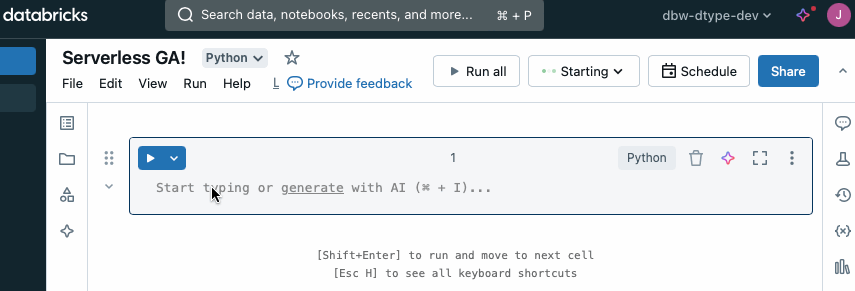 databricks
Search data, notebooks, recents, and more... ⌘ + P
dbw-dtype-dev
J
Serverless GA! Python
File Edit View Run Help Provide feedback
Run all Starting Schedule Share
1
Python
Start typing or generate with AI (⌘ + I)...
[Shift+Enter] to run and move to next cell
[Esc H] to see all keyboard shortcuts